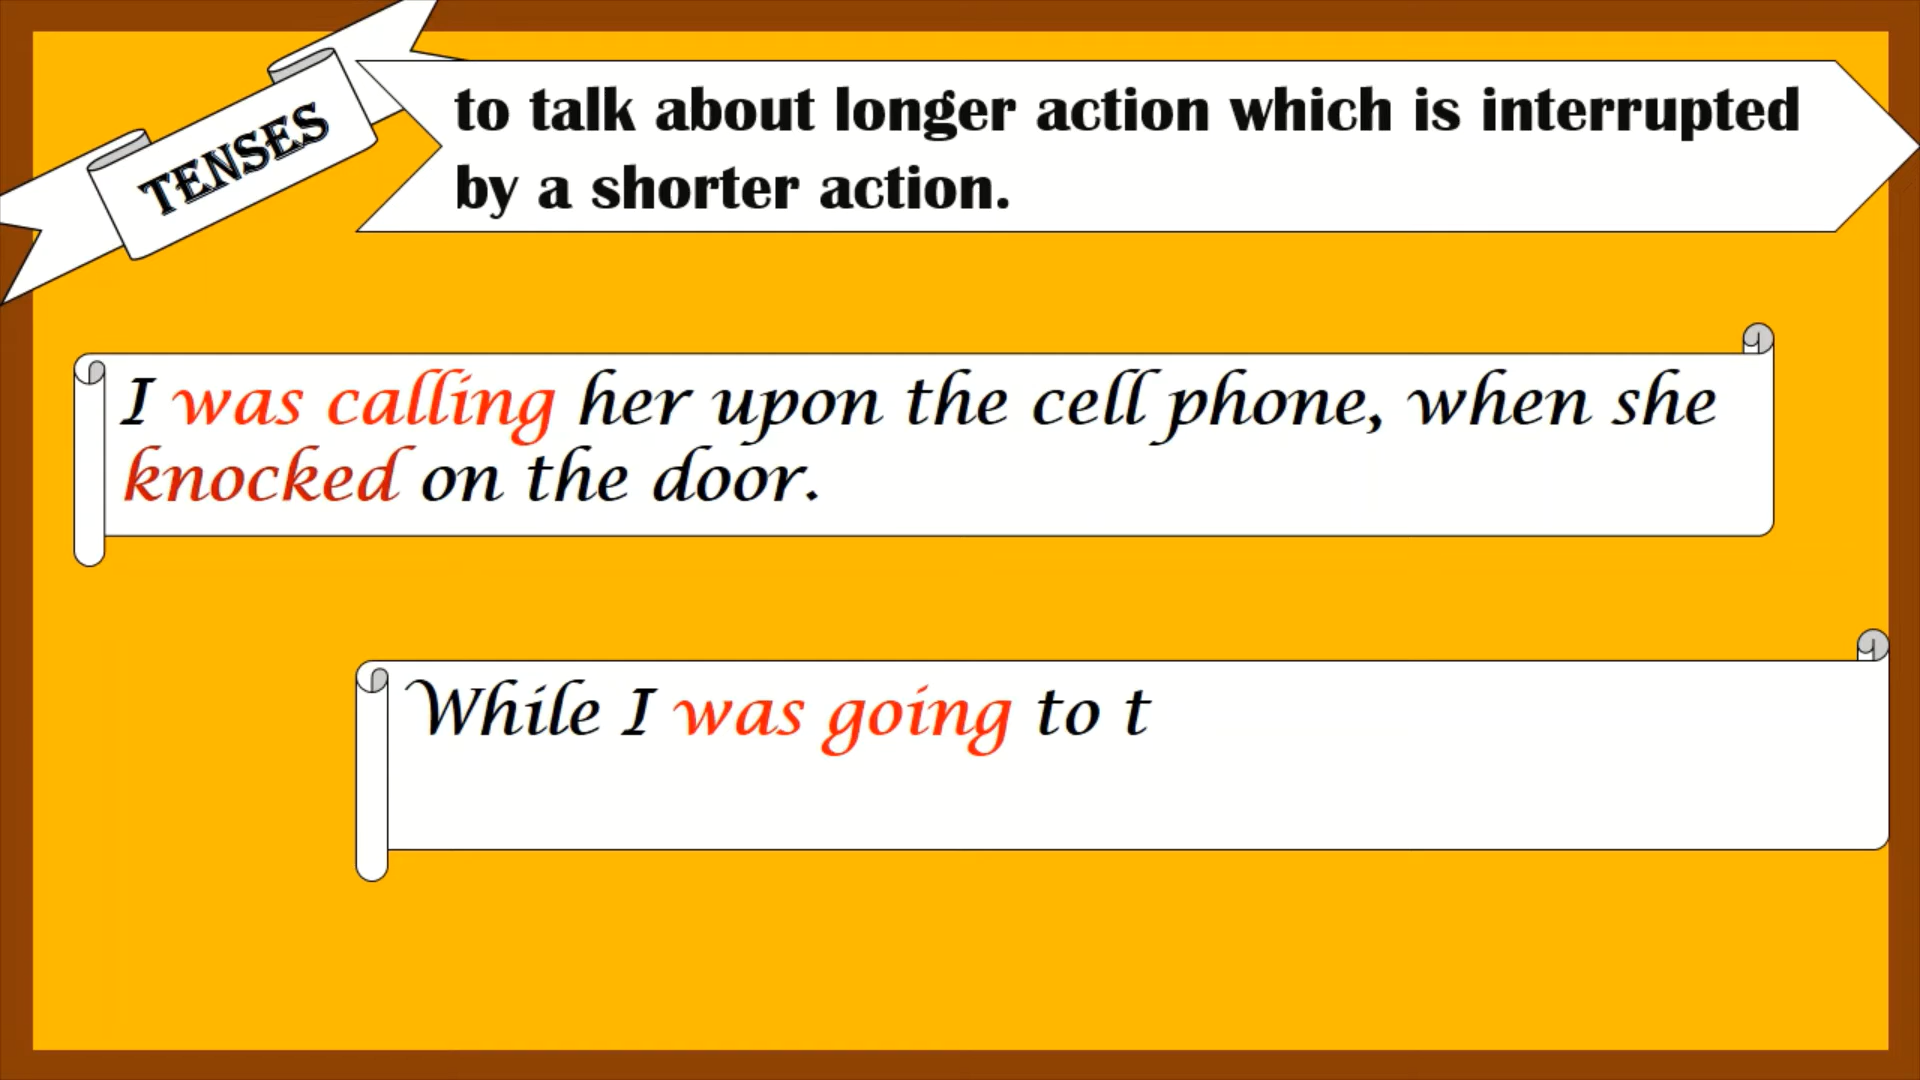 TENSES
to talk about longer action which is interrupted
by a shorter action.
I was calling her upon the cell phone, when she
knocked on the door.
While I was going to t